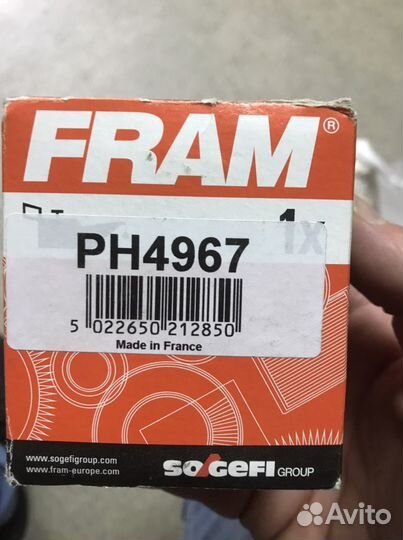 FRAM®
1x
PH4967
5 022650 212850
Made in France
www.sogefigroup.com
www.fram-europe.com
SOGEFI GROUP
Avito